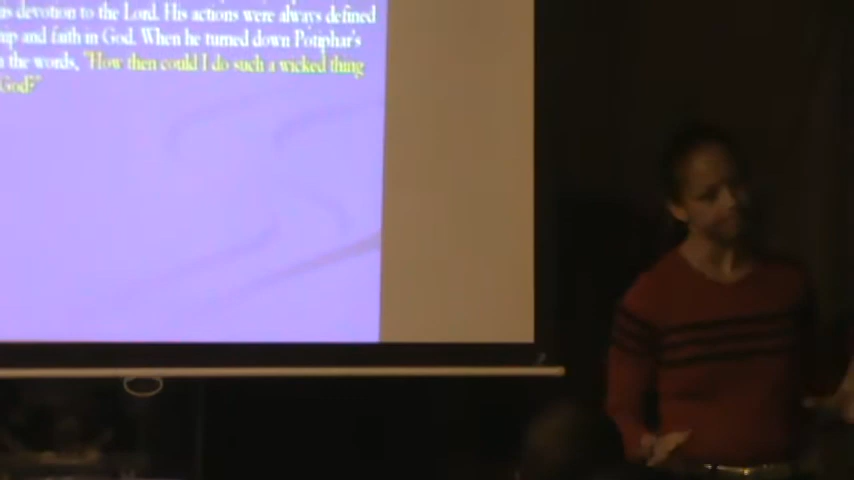 devotion to the Lord. His actions were always defined
and faith in God. When he turned down Potiphar's
the words, "How then could I do such a wicked thing
God?"